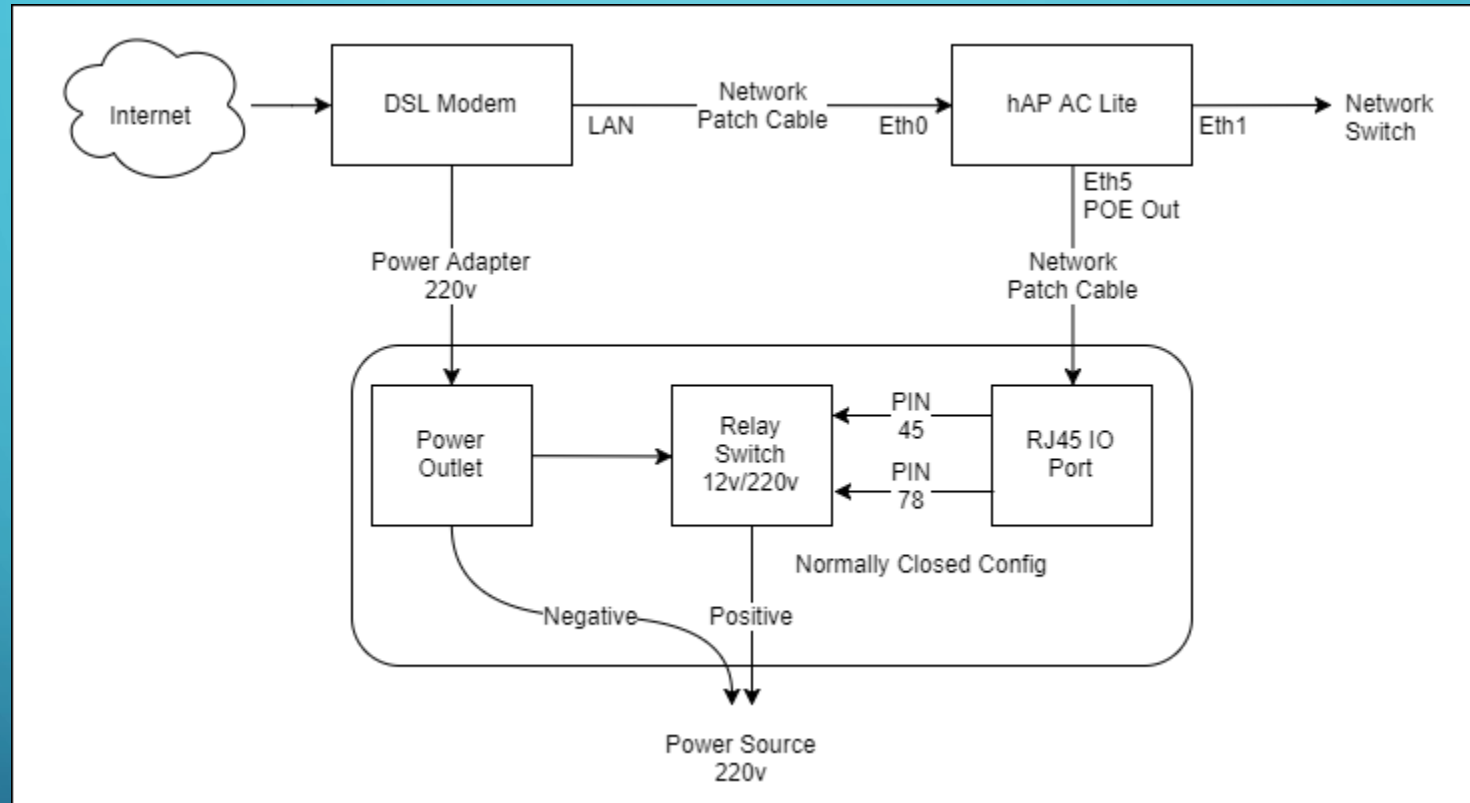 Internet
DSL Modem
LAN
Network
Patch Cable
Eth0
hAP AC Lite
Eth1
Network
Switch
Eth5
POE Out
Power Adapter
220v
Network
Patch Cable
Power
Outlet
Relay
Switch
12v/220v
PIN
45
PIN
78
RJ45 IO
Port
Normally Closed Config
Negative
Positive
Power Source
220v